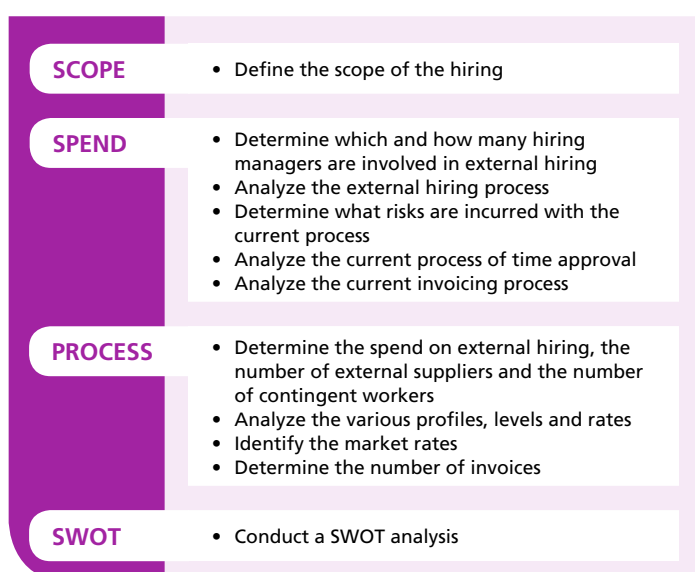 SCOPE
• Define the scope of the hiring
SPEND
• Determine which and how many hiring
managers are involved in external hiring
• Analyze the external hiring process
• Determine what risks are incurred with the
current process
• Analyze the current process of time approval
• Analyze the current invoicing process
PROCESS
• Determine the spend on external hiring, the
number of external suppliers and the number
of contingent workers
• Analyze the various profiles, levels and rates
• Identify the market rates
• Determine the number of invoices
SWOT
• Conduct a SWOT analysis